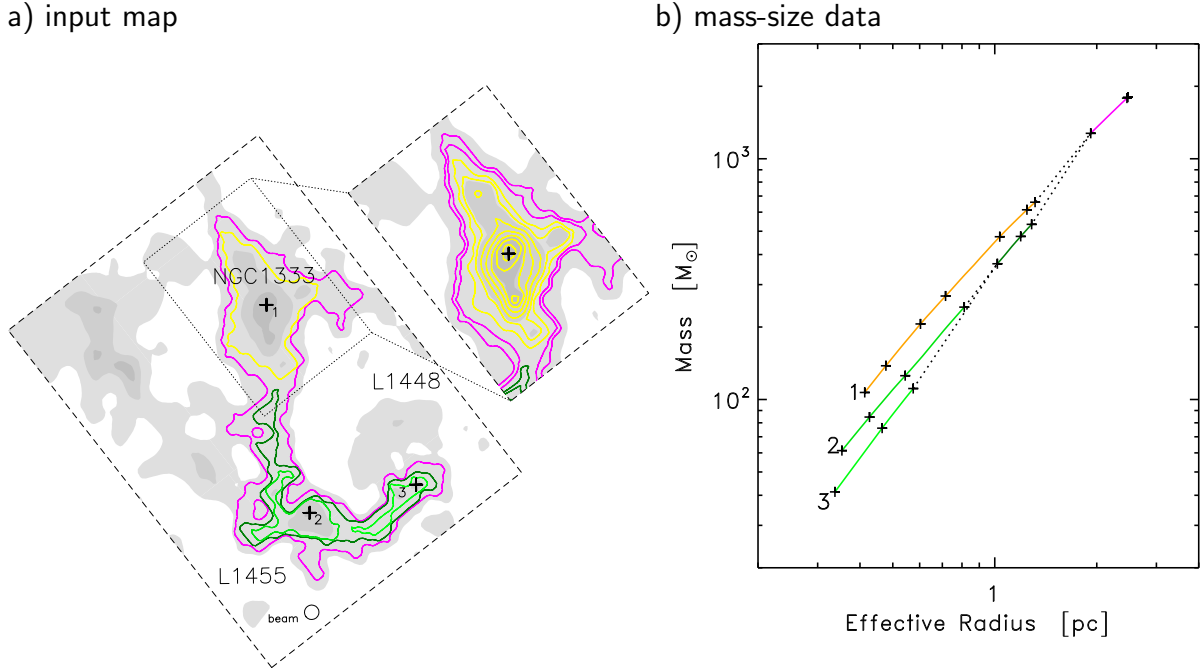 a) input map
NGC1333
1
L1448
3
2
L1455
beam
b) mass-size data
10³
Mass [M☉]
10²
1
2
3
1
Effective Radius [pc]